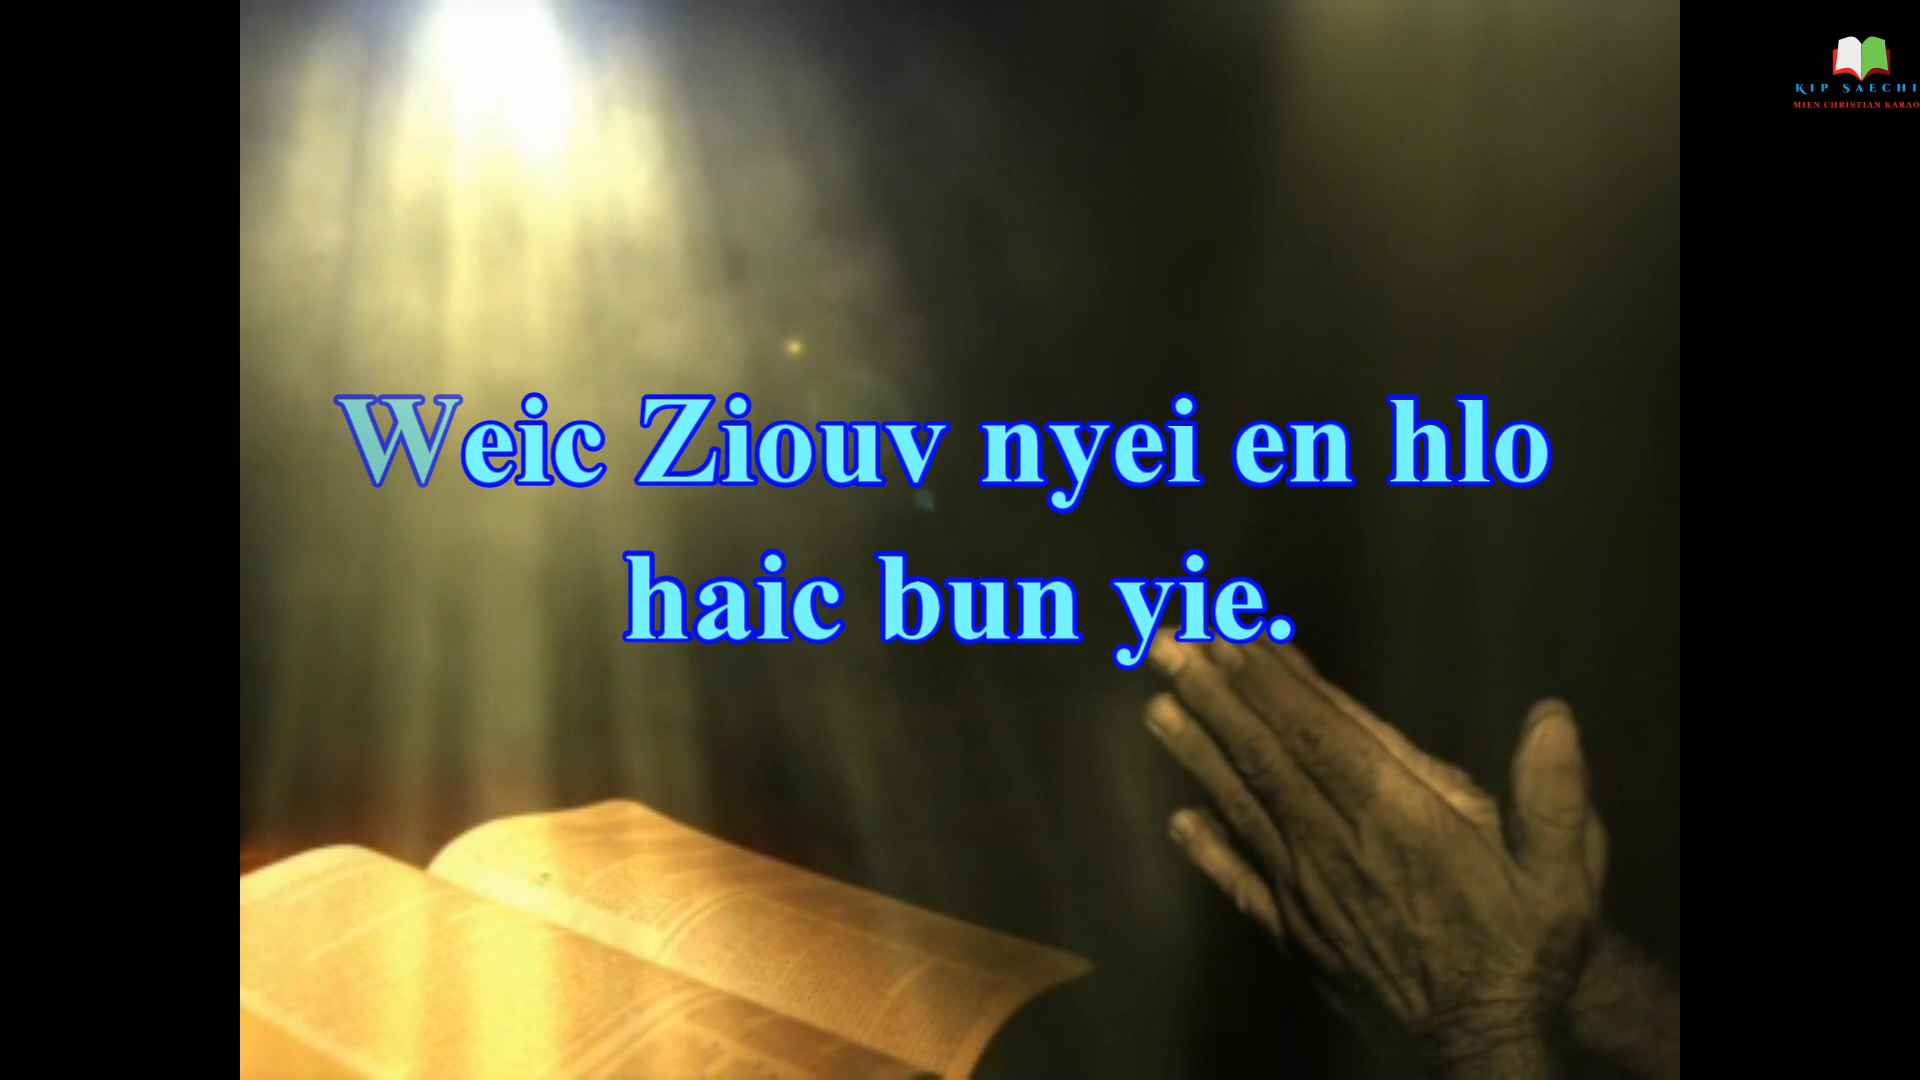 KIP SAECHI
MIEN CHRISTIAN KARAO
Weic Ziouv nyei en hlo
haic bun yie.